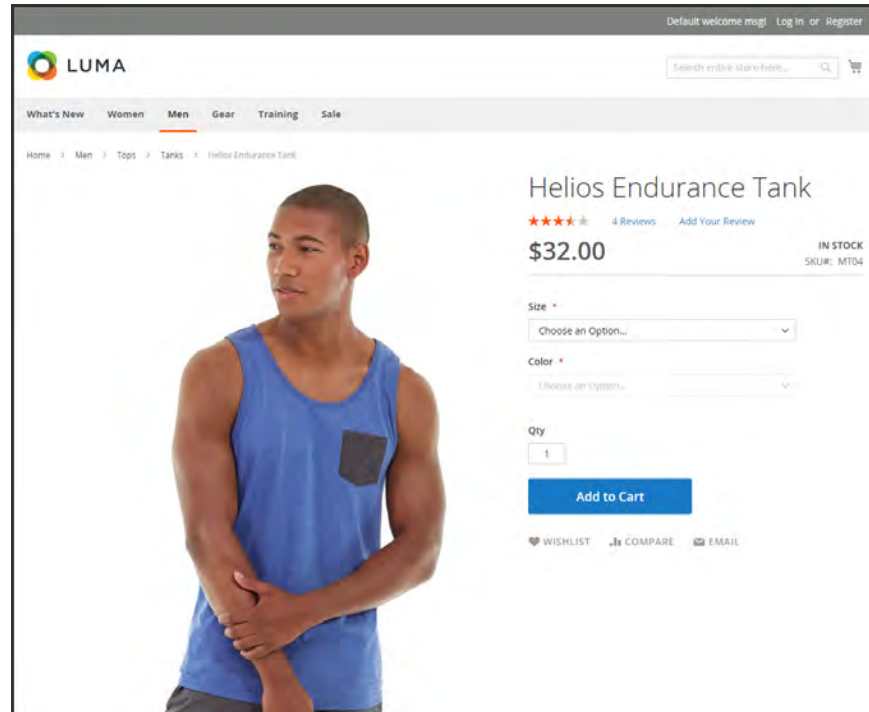 Default welcome msg! Log In or Register
LUMA
Search entire store here...
What's New Women Men Gear Training Sale
Home > Men > Tops > Tanks > Helios Endurance Tank
Helios Endurance Tank
4 Reviews Add Your Review
$32.00
IN STOCK
SKU#: MT04
Size *
Choose an Option...
Color *
Choose an Option...
Qty
1
Add to Cart
WISHLIST COMPARE EMAIL